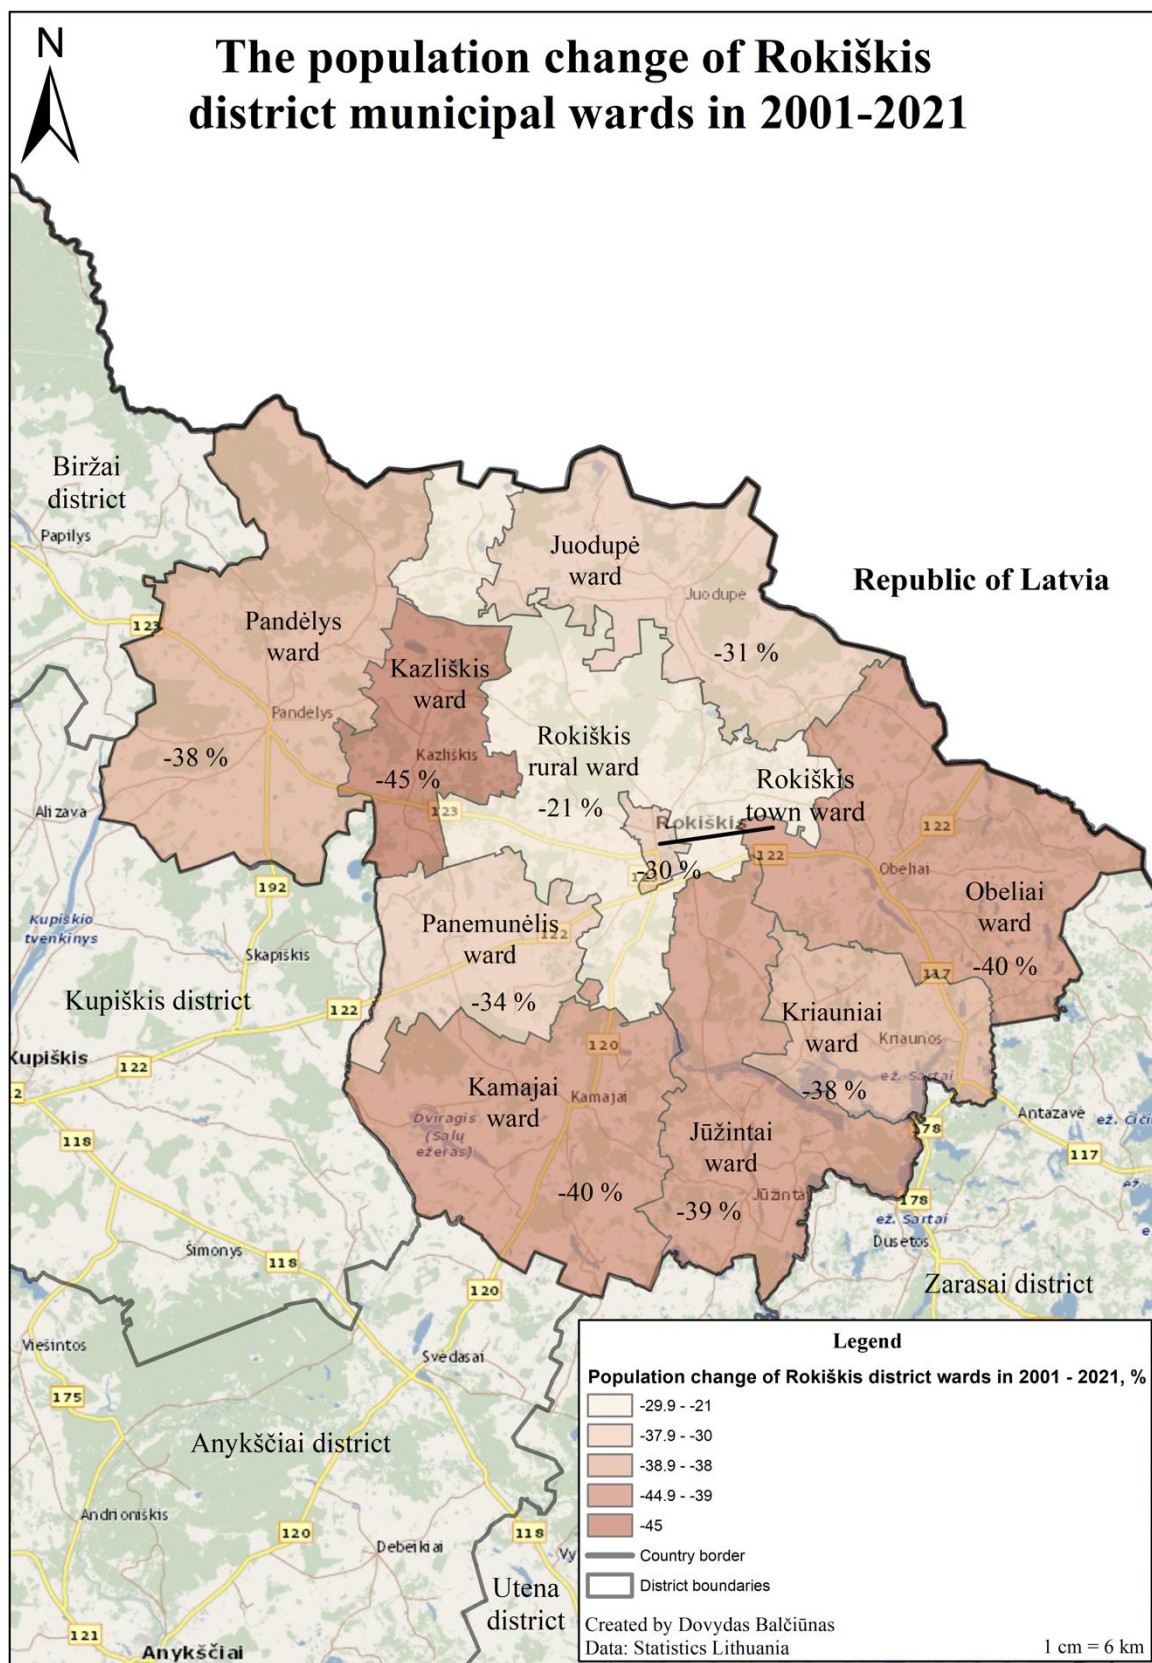 N
The population change of Rokiškis
district municipal wards in 2001-2021
Biržai
district
Papilys
Juodupė
ward
Juodupė
Republic of Latvia
123
Pandėlys
ward
-31 %
Kazliškis
ward
Pandėlys
-38 %
Kazliškis
-45 %
Rokiškis
rural ward
-21 %
Rokiškis
town ward
Alizava
123
Rokiškis
122
122
-30 %
Obeliai
192
Obeliai
ward
-40 %
Kupiškio
tvenkinys
Skapiškis
Panemunėlis
ward
122
-34 %
117
Kupiškis district
122
Kriauniai
ward
Kriaunos
-38 %
ež. Sartai
Kupiškis
122
120
Kamajai
ward
Kamajai
Dviragis
(Salų
ežeras)
Antazavė
118
Jūžintai
ward
178
117
-40 %
-39 %
Jūžintai
178
ež. Sartai
Dusetos
Šimonys
118
120
Zarasai district
Viešintos
Svėdasai
175
Anykščiai district
Andrioniškis
120
Debeikiai
118
Utena
district
121
Anykščiai
Legend
Population change of Rokiškis district wards in 2001 - 2021, %
-29.9 - -21
-37.9 - -30
-38.9 - -38
-44.9 - -39
-45
Country border
District boundaries
Created by Dovydas Balčiūnas
Data: Statistics Lithuania
1 cm = 6 km